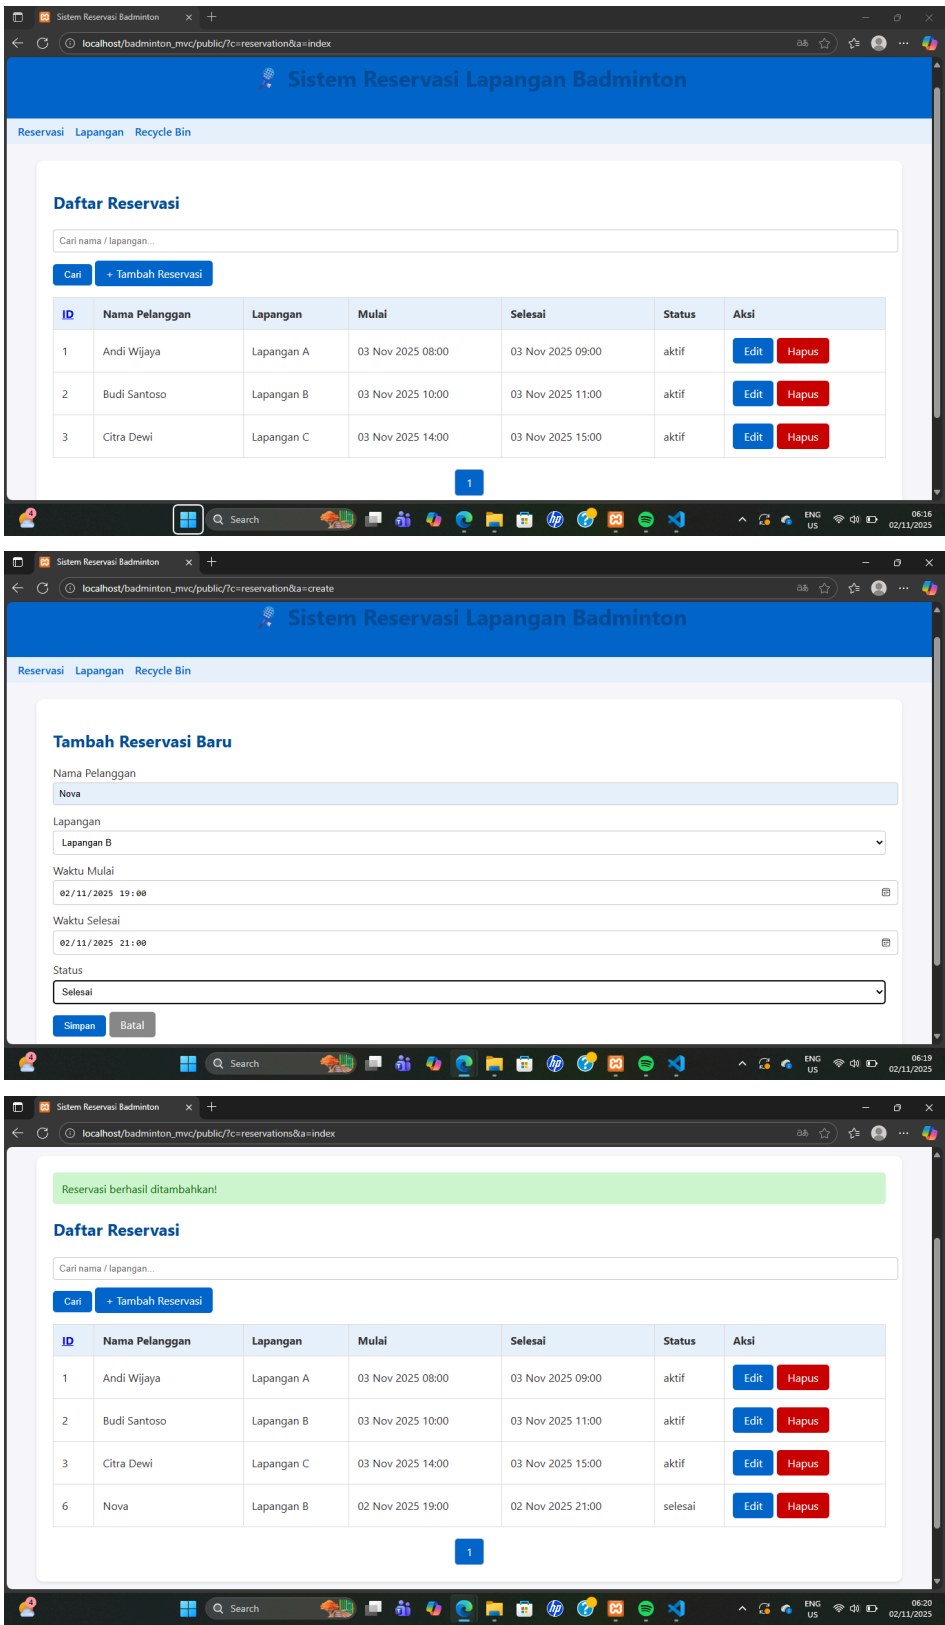 Sistem Reservasi Badminton
localhost/badminton_mvc/public/?c=reservation&a=index
Sistem Reservasi Lapangan Badminton
Reservasi Lapangan Recycle Bin
Daftar Reservasi
Cari nama / lapangan...
Cari + Tambah Reservasi
ID Nama Pelanggan Lapangan Mulai Selesai Status Aksi
1 Andi Wijaya Lapangan A 03 Nov 2025 08:00 03 Nov 2025 09:00 aktif Edit Hapus
2 Budi Santoso Lapangan B 03 Nov 2025 10:00 03 Nov 2025 11:00 aktif Edit Hapus
3 Citra Dewi Lapangan C 03 Nov 2025 14:00 03 Nov 2025 15:00 aktif Edit Hapus
1
4 Search ENG US 06:16 02/11/2025
Sistem Reservasi Badminton
localhost/badminton_mvc/public/?c=reservation&a=create
Sistem Reservasi Lapangan Badminton
Reservasi Lapangan Recycle Bin
Tambah Reservasi Baru
Nama Pelanggan
Nova
Lapangan
Lapangan B
Waktu Mulai
02/11/2025 19:00
Waktu Selesai
02/11/2025 21:00
Status
Selesai
Simpan Batal
4 Search ENG US 06:19 02/11/2025
Sistem Reservasi Badminton
localhost/badminton_mvc/public/?c=reservations&a=index
Reservasi berhasil ditambahkan!
Daftar Reservasi
Cari nama / lapangan...
Cari + Tambah Reservasi
ID Nama Pelanggan Lapangan Mulai Selesai Status Aksi
1 Andi Wijaya Lapangan A 03 Nov 2025 08:00 03 Nov 2025 09:00 aktif Edit Hapus
2 Budi Santoso Lapangan B 03 Nov 2025 10:00 03 Nov 2025 11:00 aktif Edit Hapus
3 Citra Dewi Lapangan C 03 Nov 2025 14:00 03 Nov 2025 15:00 aktif Edit Hapus
6 Nova Lapangan B 02 Nov 2025 19:00 02 Nov 2025 21:00 selesai Edit Hapus
1
4 Search ENG US 06:20 02/11/2025